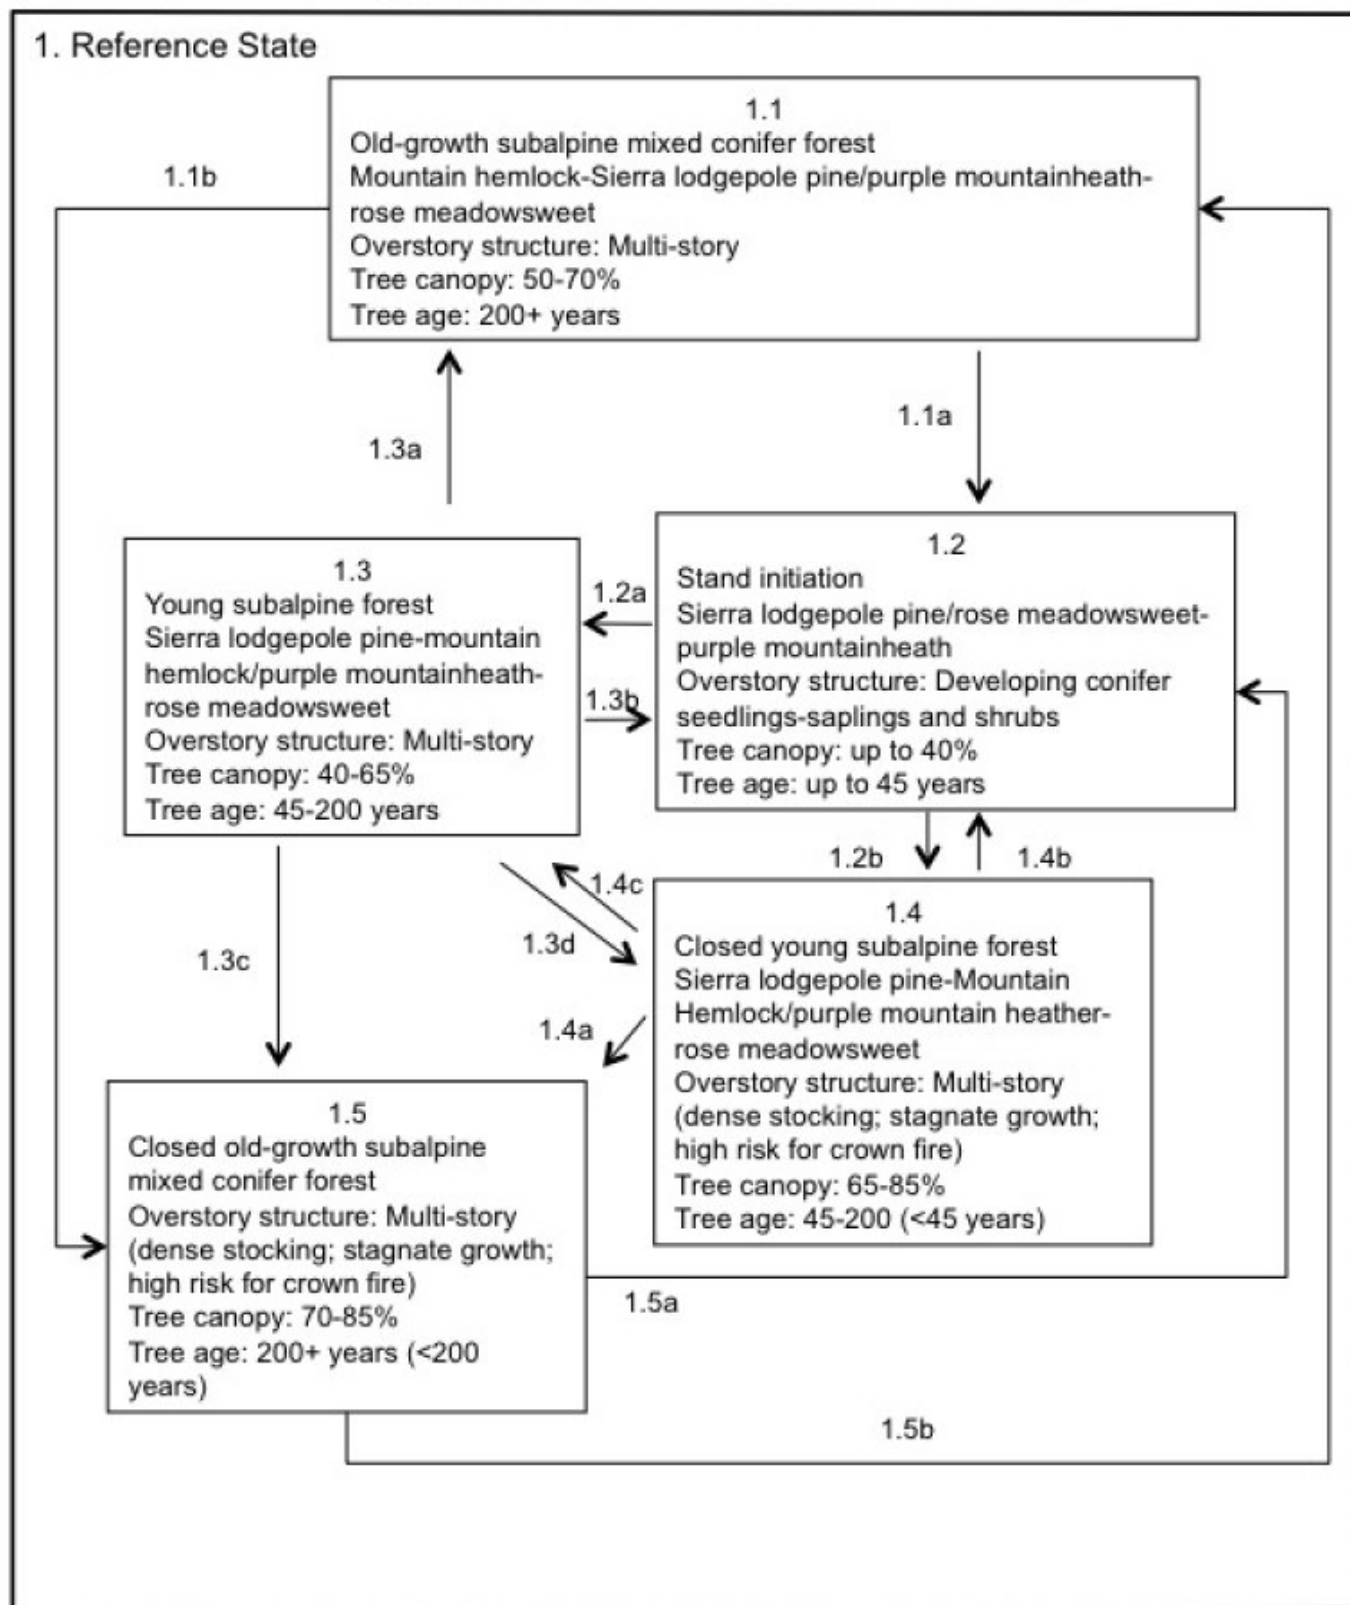 1. Reference State
1.1
Old-growth subalpine mixed conifer forest
Mountain hemlock-Sierra lodgepole pine/purple mountainheath-
rose meadowsweet
Overstory structure: Multi-story
Tree canopy: 50-70%
Tree age: 200+ years
1.1b
1.3a
1.1a
1.3
Young subalpine forest
Sierra lodgepole pine-mountain
hemlock/purple mountainheath-
rose meadowsweet
Overstory structure: Multi-story
Tree canopy: 40-65%
Tree age: 45-200 years
1.2a
1.3b
1.2
Stand initiation
Sierra lodgepole pine/rose meadowsweet-
purple mountainheath
Overstory structure: Developing conifer
seedlings-saplings and shrubs
Tree canopy: up to 40%
Tree age: up to 45 years
1.2b
1.4b
1.4c
1.3d
1.3c
1.4a
1.4
Closed young subalpine forest
Sierra lodgepole pine-Mountain
Hemlock/purple mountain heather-
rose meadowsweet
Overstory structure: Multi-story
(dense stocking; stagnate growth;
high risk for crown fire)
Tree canopy: 65-85%
Tree age: 45-200 (<45 years)
1.5
Closed old-growth subalpine
mixed conifer forest
Overstory structure: Multi-story
(dense stocking; stagnate growth;
high risk for crown fire)
Tree canopy: 70-85%
Tree age: 200+ years (<200
years)
1.5a
1.5b